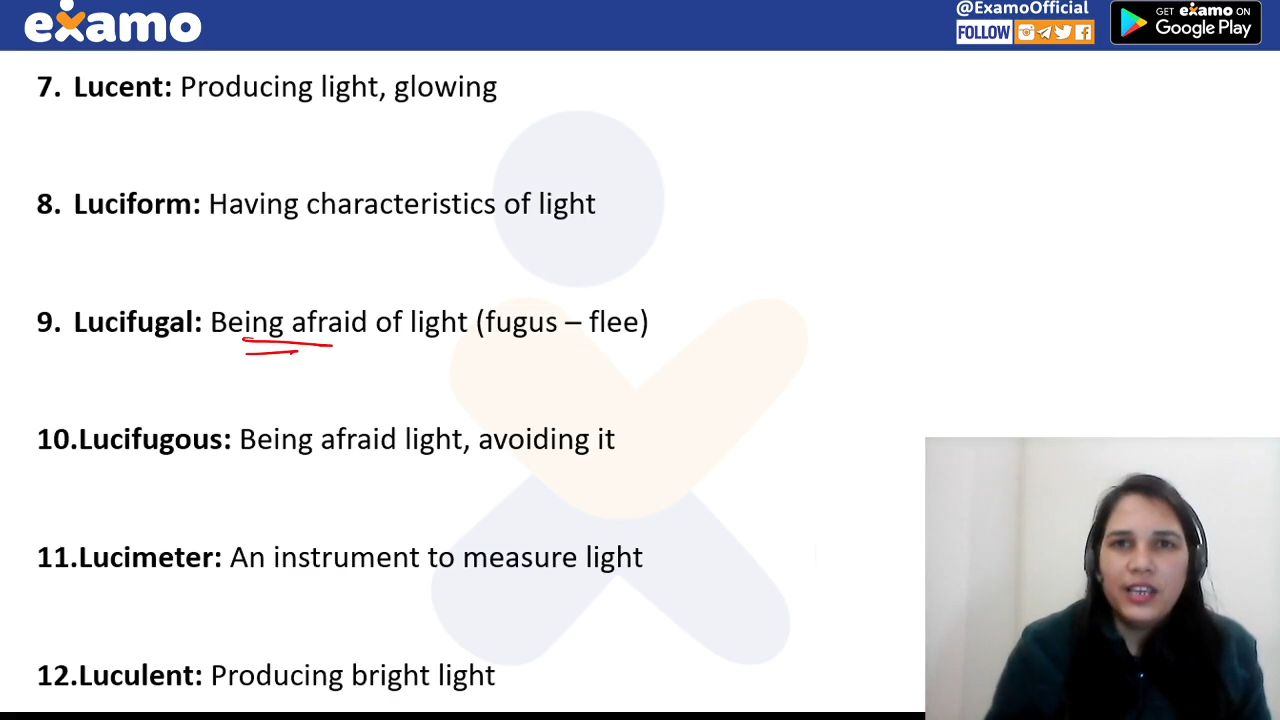 examo
@ExamoOfficial
FOLLOW
GET examo ON
Google Play
7. Lucent: Producing light, glowing
8. Luciform: Having characteristics of light
9. Lucifugal: Being afraid of light (fugus – flee)
10.Lucifugous: Being afraid light, avoiding it
11.Lucimeter: An instrument to measure light
12.Luculent: Producing bright light